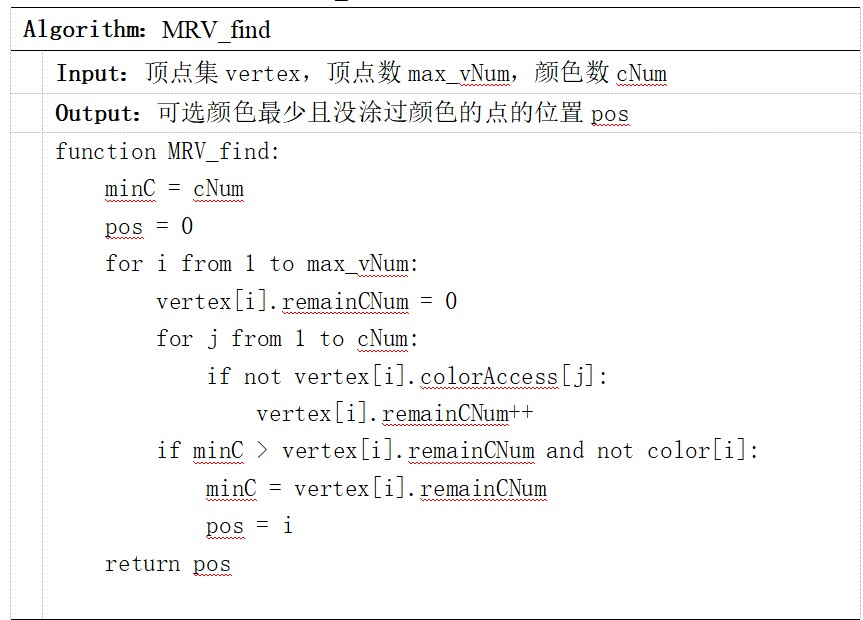 Algorithm: MRV_find
Input: 顶点集 vertex, 顶点数 max_vNum, 颜色数 cNum
Output: 可选颜色最少且没涂过颜色的点的位置 pos
function MRV_find:
    minC = cNum
    pos = 0
    for i from 1 to max_vNum:
        vertex[i].remainCNum = 0
        for j from 1 to cNum:
            if not vertex[i].colorAccess[j]:
                vertex[i].remainCNum++
        if minC > vertex[i].remainCNum and not color[i]:
            minC = vertex[i].remainCNum
            pos = i
    return pos